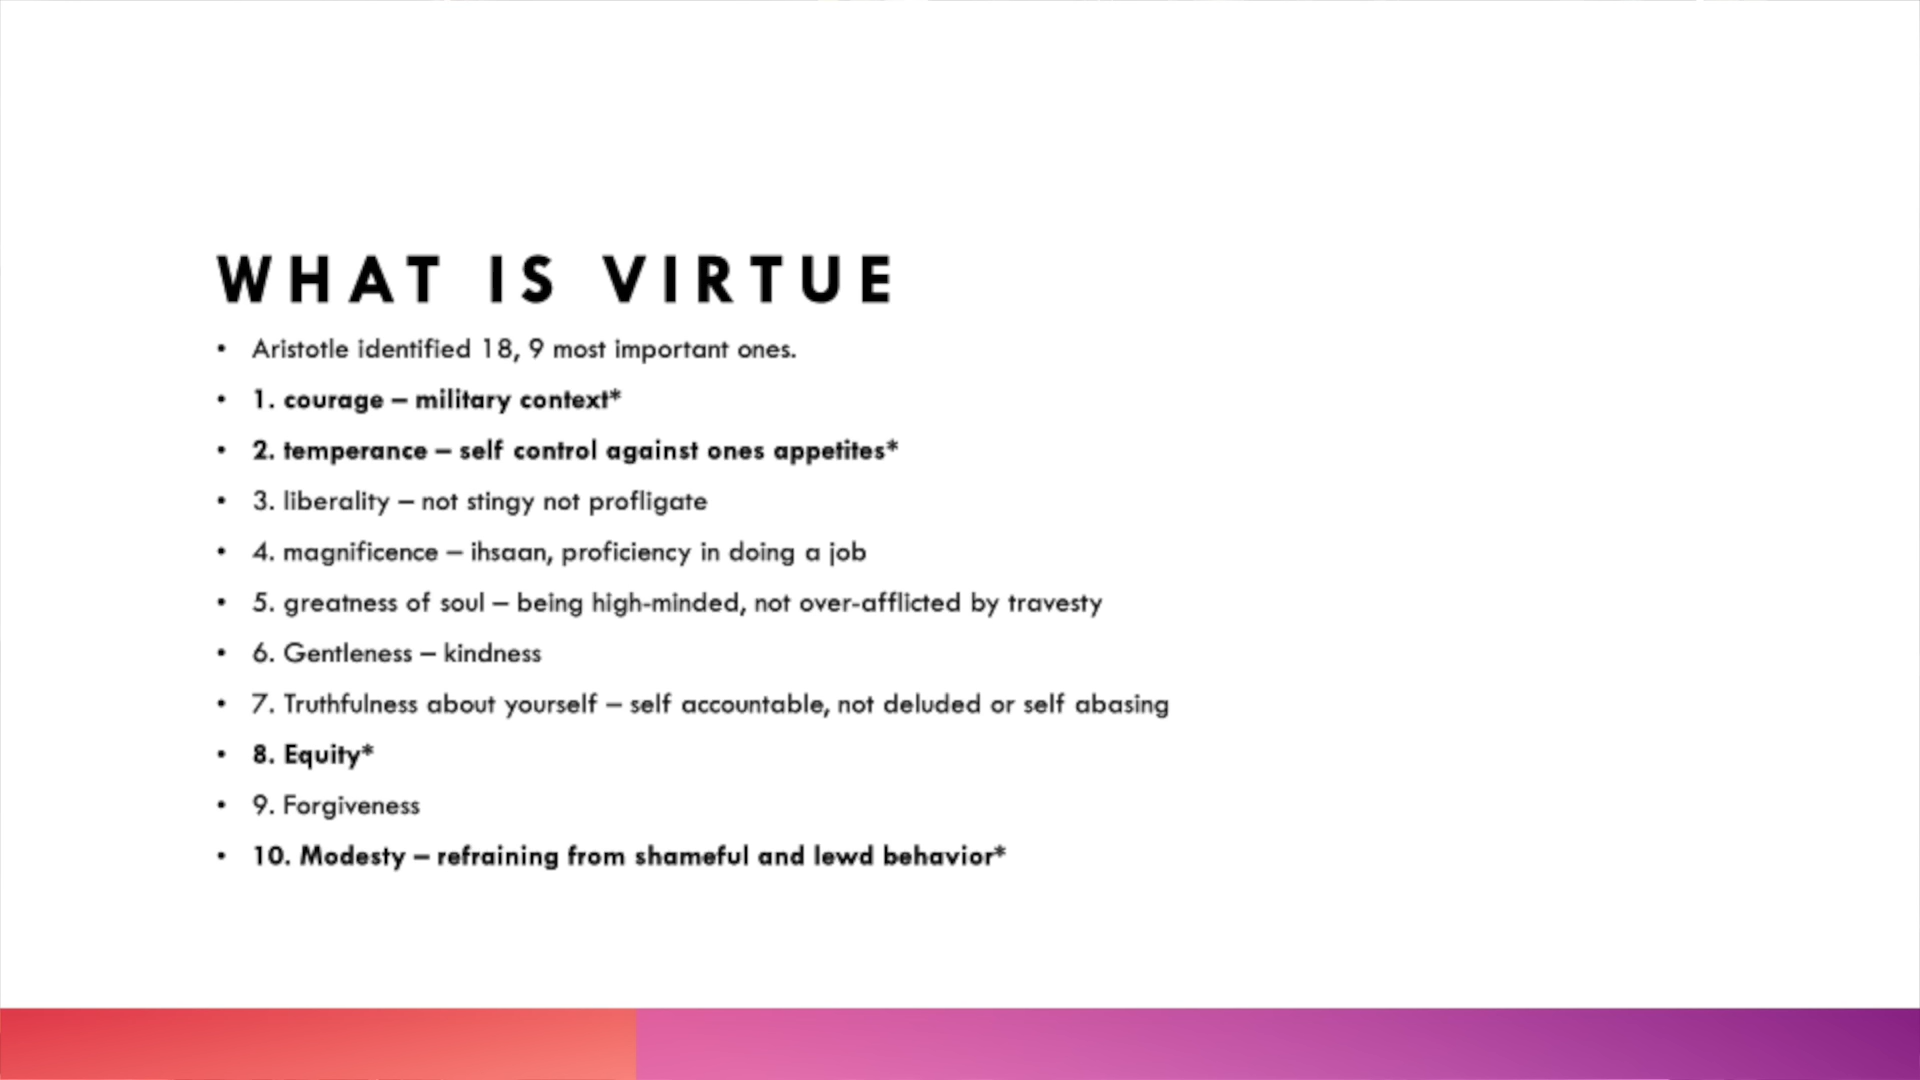 WHAT IS VIRTUE
• Aristotle identified 18, 9 most important ones.
• 1. courage – military context*
• 2. temperance – self control against ones appetites*
• 3. liberality – not stingy not profligate
• 4. magnificence – ihsaan, proficiency in doing a job
• 5. greatness of soul – being high-minded, not over-afflicted by travesty
• 6. Gentleness – kindness
• 7. Truthfulness about yourself – self accountable, not deluded or self abasing
• 8. Equity*
• 9. Forgiveness
• 10. Modesty – refraining from shameful and lewd behavior*